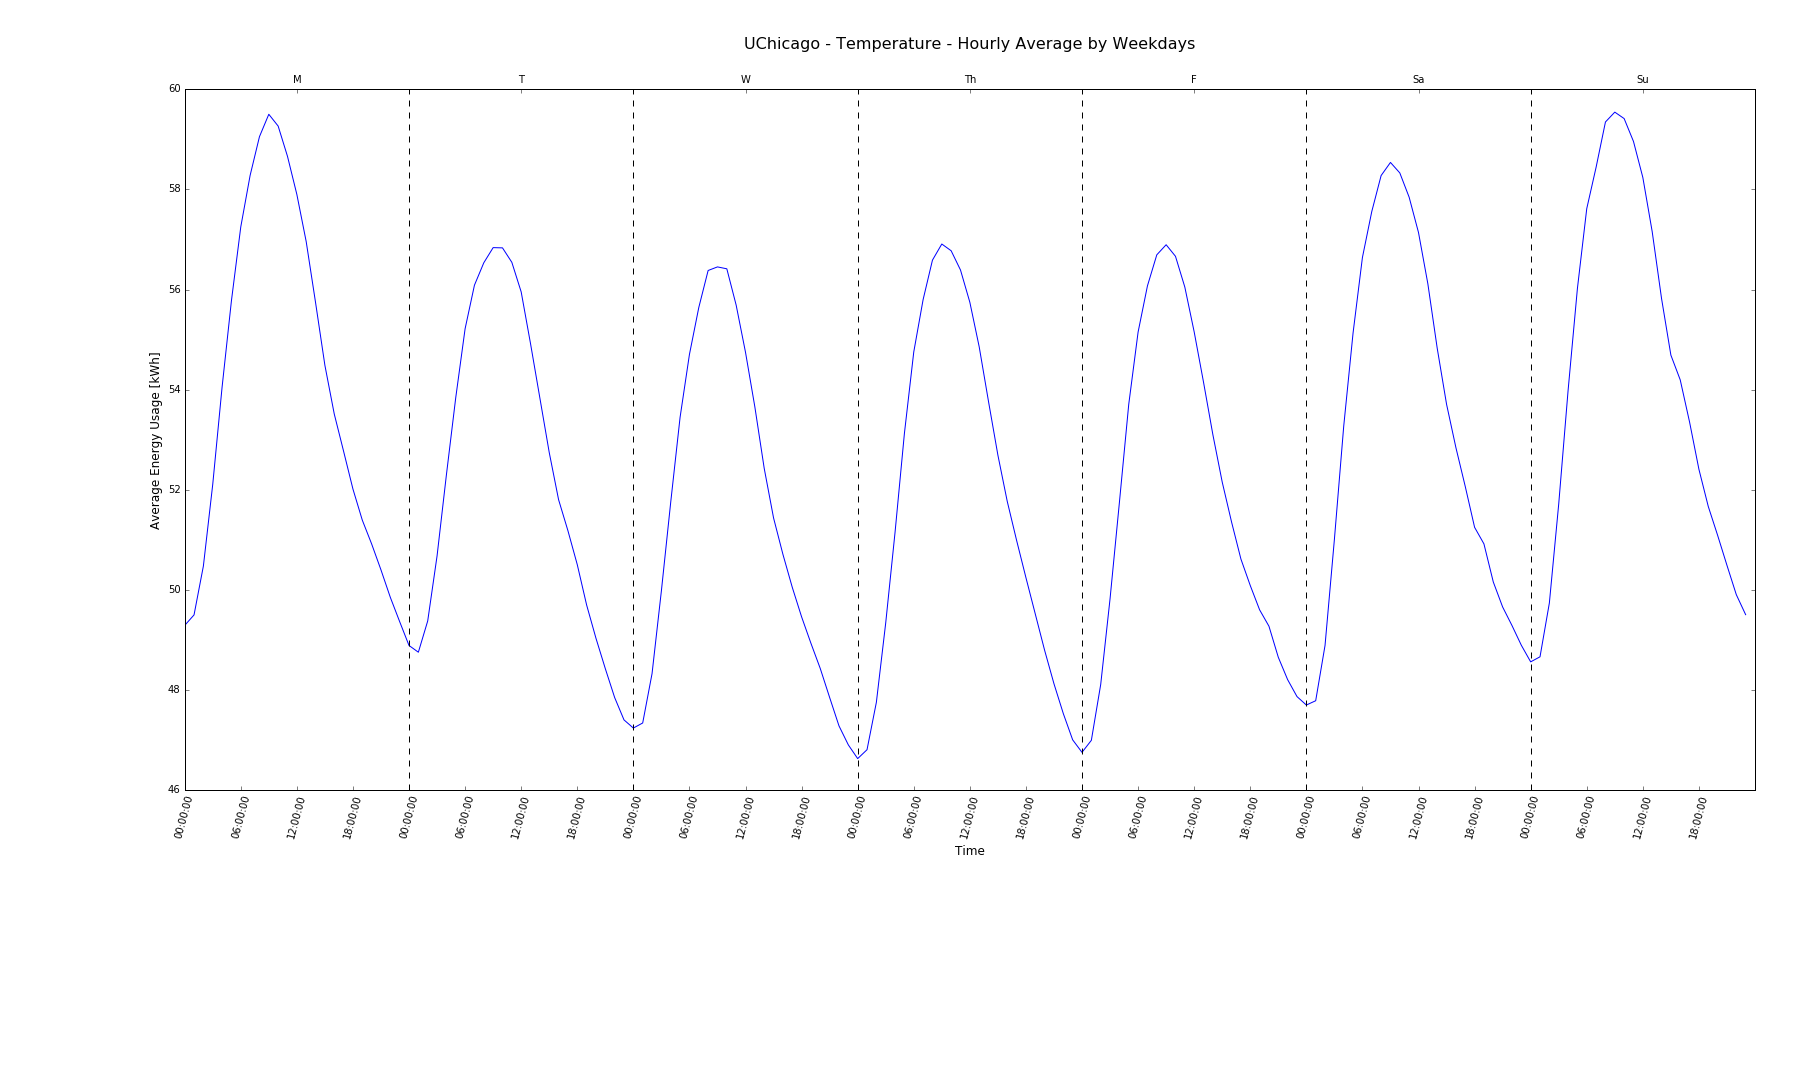 UChicago - Temperature - Hourly Average by Weekdays
M T W Th F Sa Su
60
58
56
54
52
50
48
46
Average Energy Usage [kWh]
00:00:00 06:00:00 12:00:00 18:00:00 00:00:00 06:00:00 12:00:00 18:00:00 00:00:00 06:00:00 12:00:00 18:00:00 00:00:00 06:00:00 12:00:00 18:00:00 00:00:00 06:00:00 12:00:00 18:00:00 00:00:00 06:00:00 12:00:00 18:00:00 00:00:00 06:00:00 12:00:00 18:00:00
Time